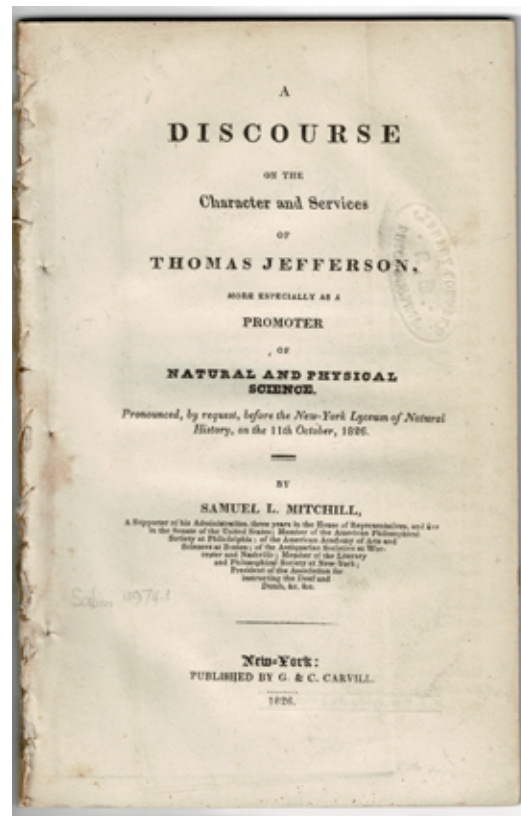 A
DISCOURSE
ON THE
Character and Services
OF
THOMAS JEFFERSON,
MORE ESPECIALLY AS A
PROMOTER
OF
NATURAL AND PHYSICAL
SCIENCE.
Pronounced, by request, before the New-York Lyceum of Natural
History, on the 11th October, 1826.
BY
SAMUEL L. MITCHILL,
A Supporter of his Administration, three years in the House of Representatives, and five
in the Senate of the United States; Member of the American Philosophical
Society at Philadelphia; of the American Academy of Arts and
Sciences at Boston; of the Antiquarian Societies at Wor-
cester and Nashville; Member of the Literary
and Philosophical Society at New-York;
President of the Association for
instructing the Deaf and
Dumb, &c. &c.
Sabin 49741
New-York:
PUBLISHED BY G. & C. CARVILL.
1826.